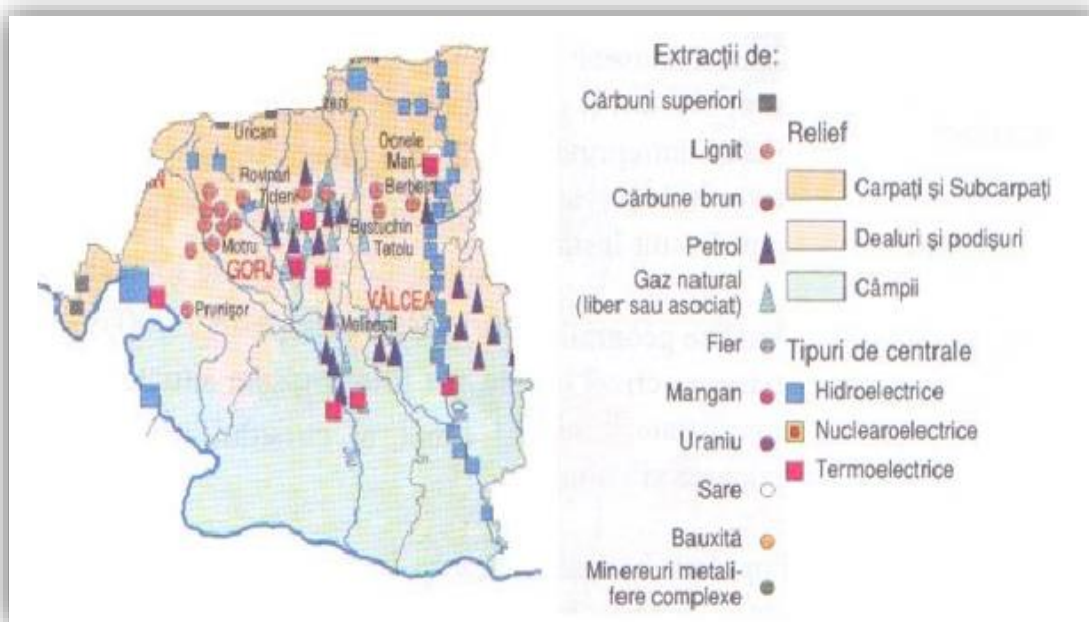 Uricani
Ocnele
Mari
Rovinari
Berbești
Bustuchin
Motru
Tetoiu
GORJ
VÂLCEA
Prunișor
Melinești
Jiu
Extracții de:
Cărbuni superiori
Lignit
Cărbune brun
Petrol
Gaz natural
(liber sau asociat)
Fier
Mangan
Uraniu
Sare
Bauxită
Minereuri metali-
fere complexe
Relief
Carpați și Subcarpați
Dealuri și podișuri
Câmpii
Tipuri de centrale
Hidroelectrice
Nuclearoelectrice
Termoelectrice